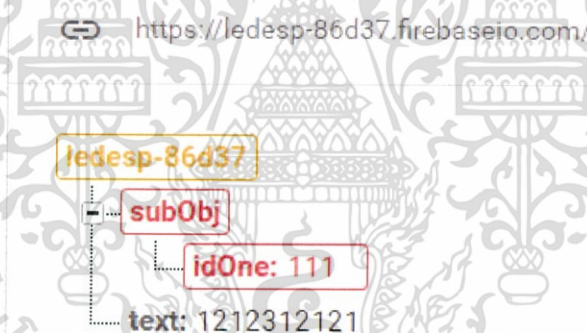 https://ledesp-86d37.firebaseio.com/
ledesp-86d37
subObj
idOne: 111
text: 1212312121